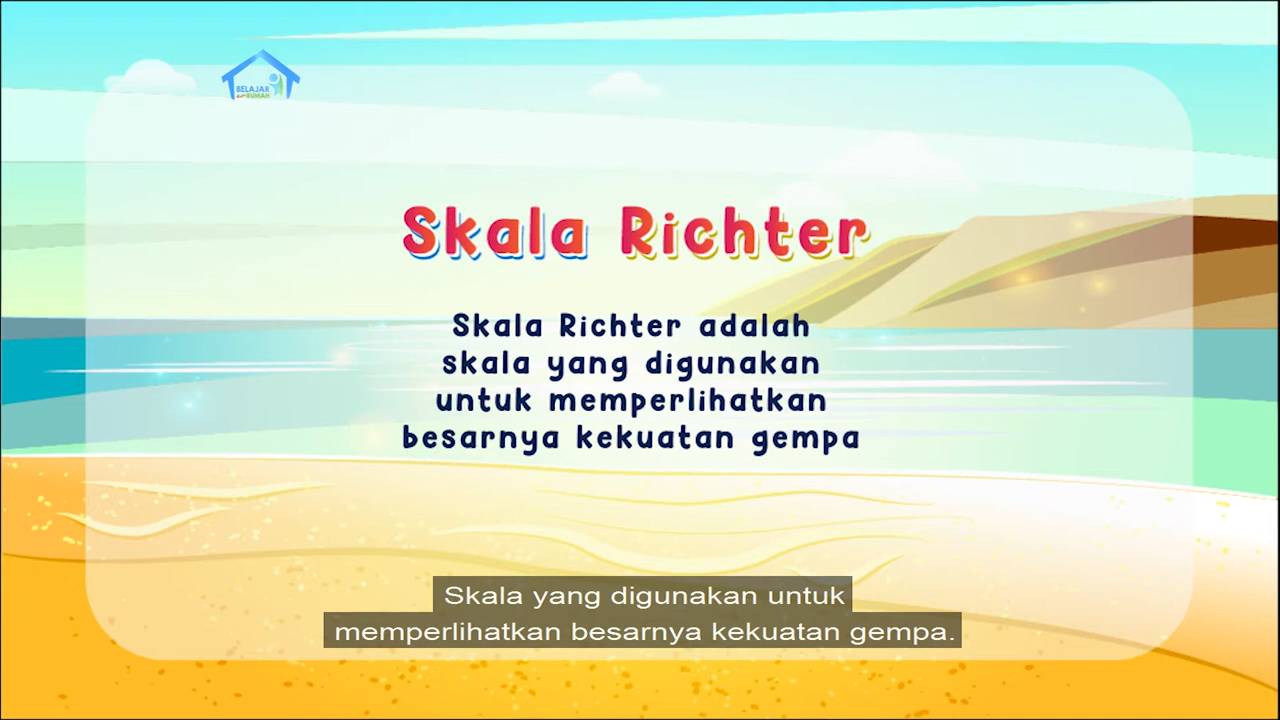 BELAJAR
dari RUMAH
Skala Richter
Skala Richter adalah
skala yang digunakan
untuk memperlihatkan
besarnya kekuatan gempa
Skala yang digunakan untuk
memperlihatkan besarnya kekuatan gempa.